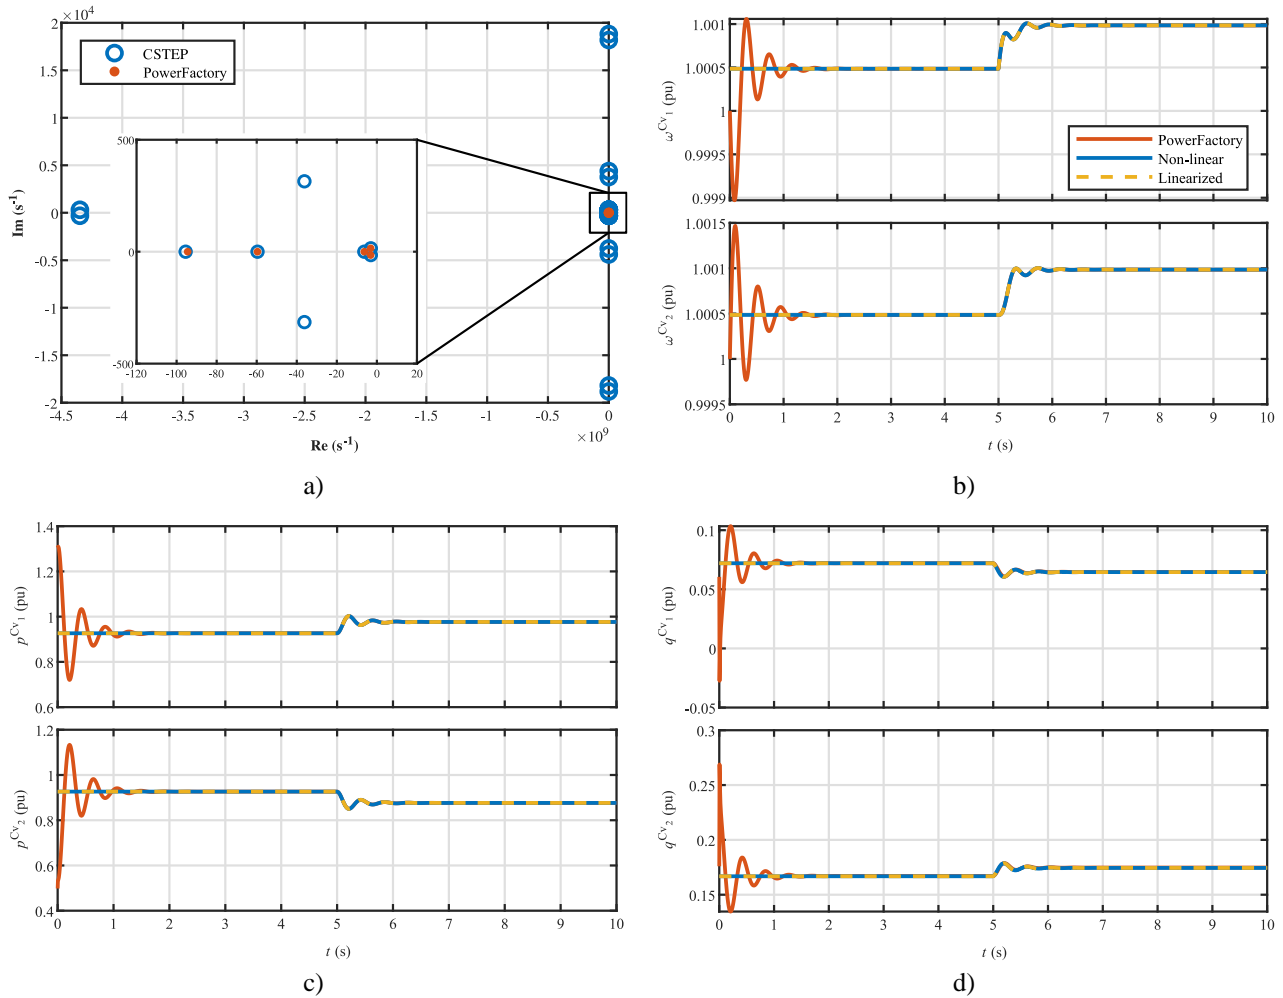 ×10⁴
2
1.5
1
0.5
0
-0.5
-1
-1.5
-2
Im (s⁻¹)
CSTEP
PowerFactory
500
0
-500
-120 -100 -80 -60 -40 -20 0 20
-4.5 -4 -3.5 -3 -2.5 -2 -1.5 -1 -0.5 0
×10⁹
Re (s⁻¹)
a)
1.001
1.0005
1
0.9995
0.999
ω^Cv₁ (pu)
PowerFactory
Non-linear
Linearized
1.0015
1.001
1.0005
1
0.9995
ω^Cv₂ (pu)
0 1 2 3 4 5 6 7 8 9 10
t (s)
b)
1.4
1.2
1
0.8
0.6
p^Cv₁ (pu)
1.2
1
0.8
0.6
0.4
p^Cv₂ (pu)
0 1 2 3 4 5 6 7 8 9 10
t (s)
c)
0.1
0.05
0
-0.05
q^Cv₁ (pu)
0.3
0.25
0.2
0.15
q^Cv₂ (pu)
0 1 2 3 4 5 6 7 8 9 10
t (s)
d)